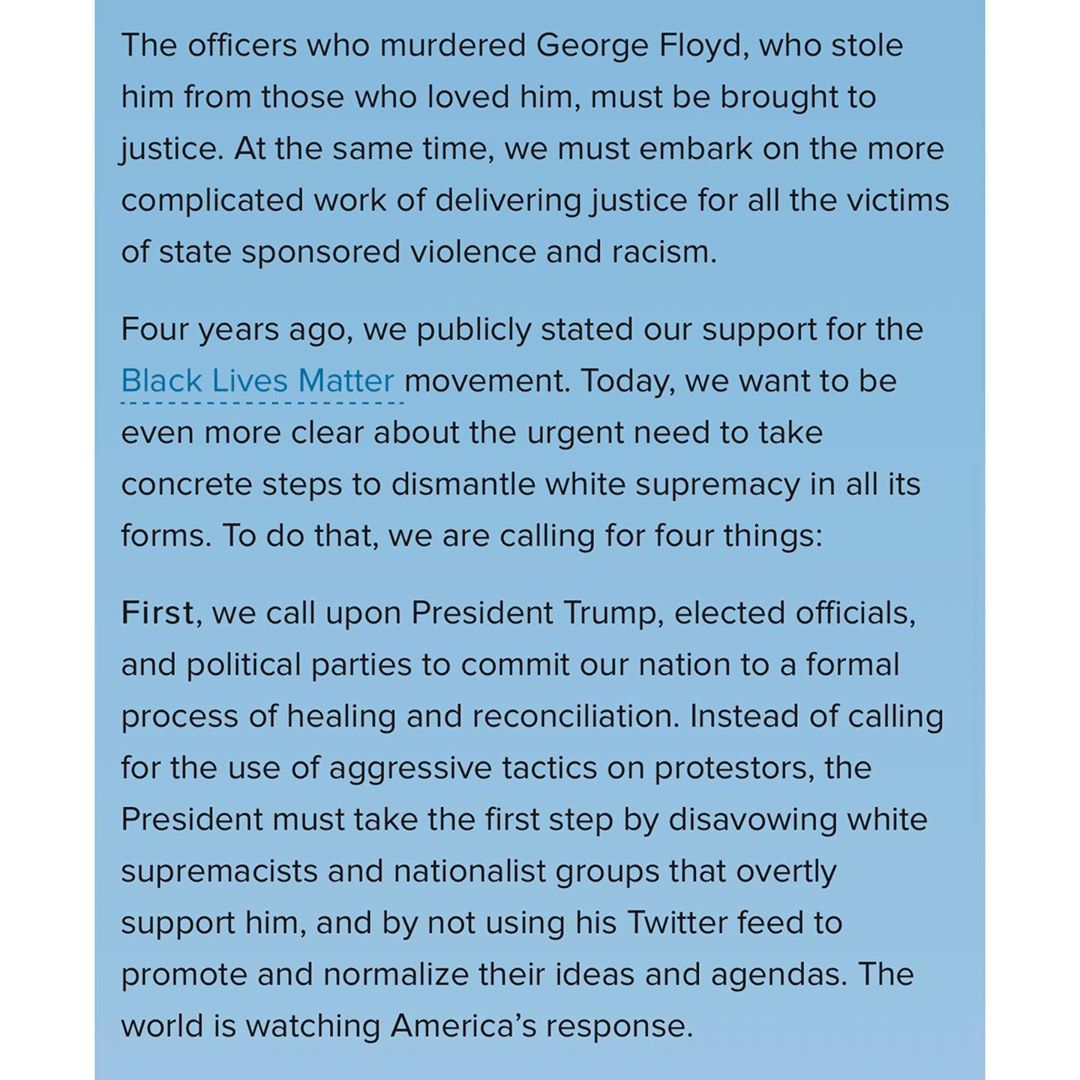 The officers who murdered George Floyd, who stole
him from those who loved him, must be brought to
justice. At the same time, we must embark on the more
complicated work of delivering justice for all the victims
of state sponsored violence and racism.
Four years ago, we publicly stated our support for the
Black Lives Matter movement. Today, we want to be
even more clear about the urgent need to take
concrete steps to dismantle white supremacy in all its
forms. To do that, we are calling for four things:
First, we call upon President Trump, elected officials,
and political parties to commit our nation to a formal
process of healing and reconciliation. Instead of calling
for the use of aggressive tactics on protestors, the
President must take the first step by disavowing white
supremacists and nationalist groups that overtly
support him, and by not using his Twitter feed to
promote and normalize their ideas and agendas. The
world is watching America’s response.